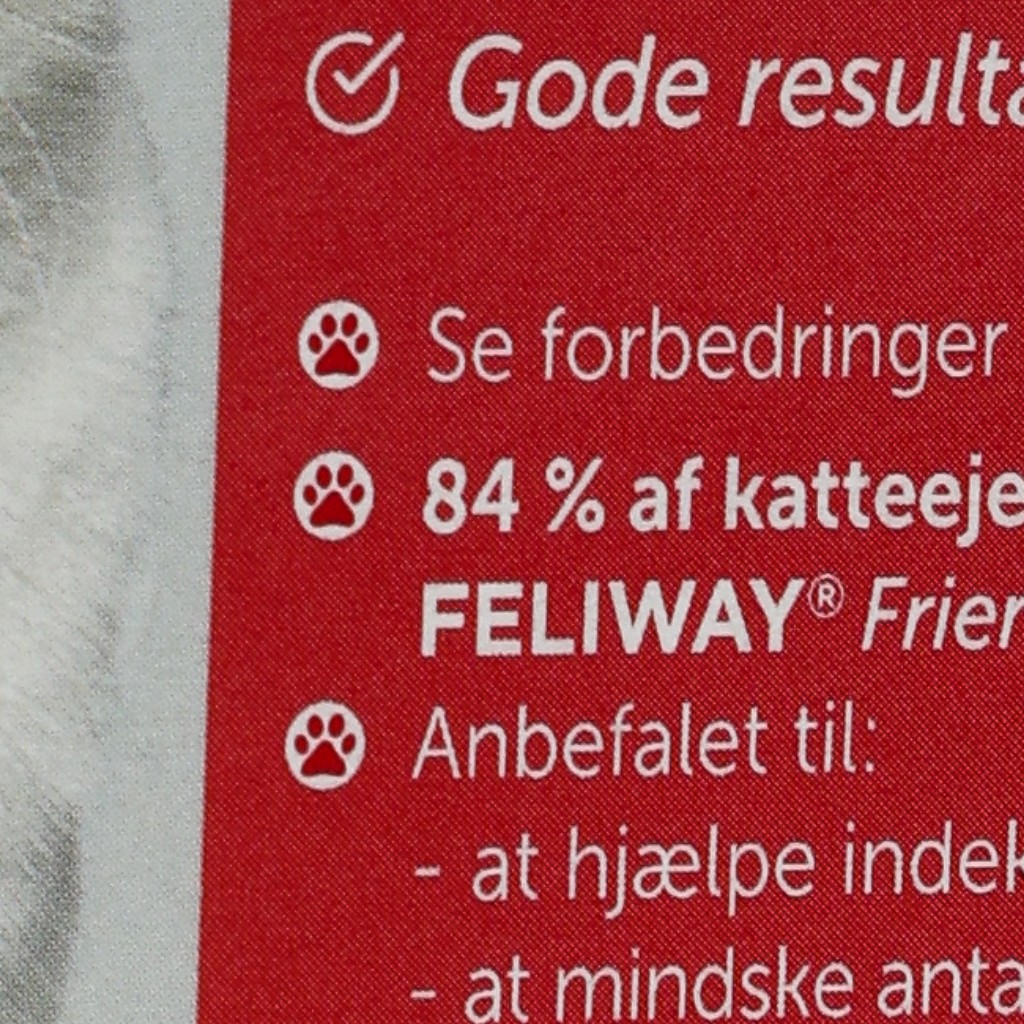 Gode resulta
Se forbedringer
84 % af katteeje
FELIWAY® Frien
Anbefalet til:
- at hjælpe indek
- at mindske anta